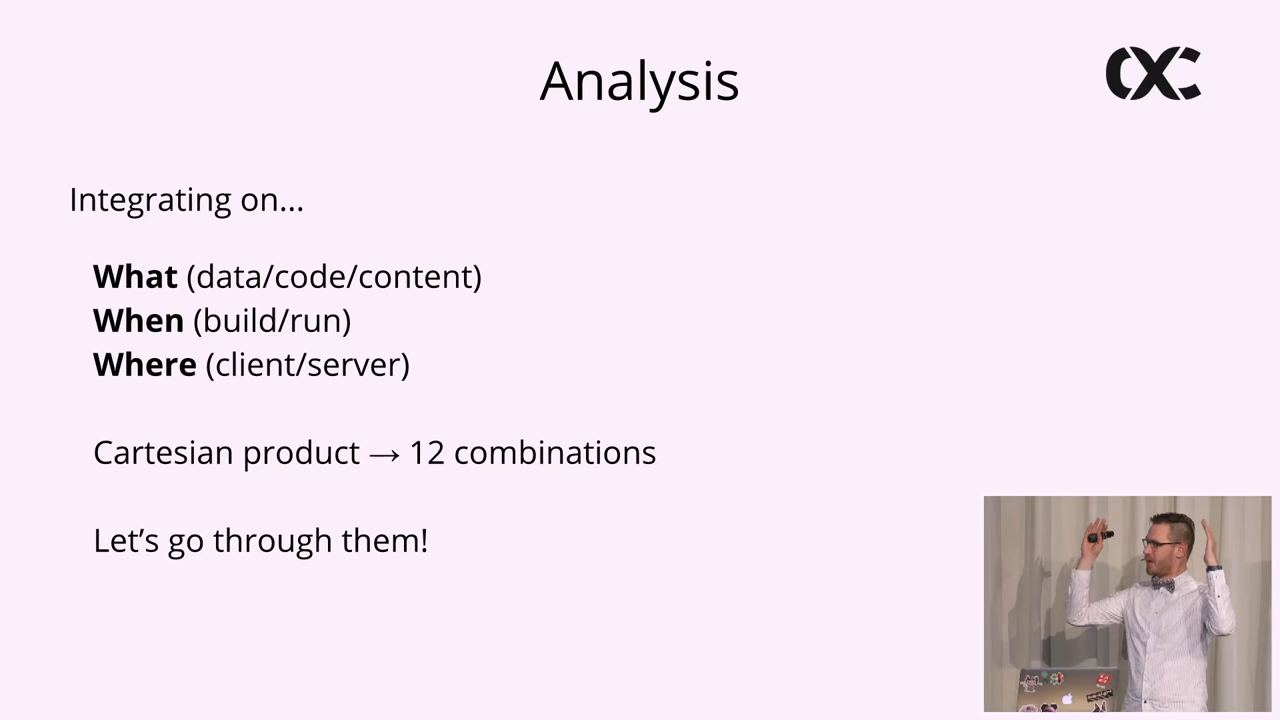 Analysis
Integrating on...
What (data/code/content)
When (build/run)
Where (client/server)
Cartesian product → 12 combinations
Let's go through them!